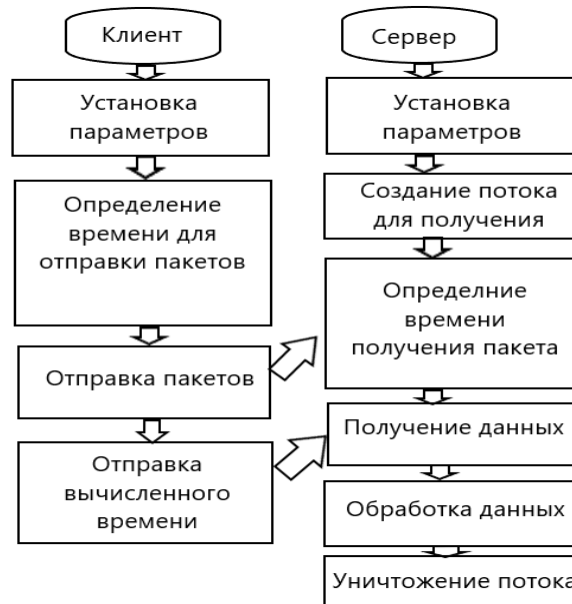 Клиент
Установка
параметров
Определение
времени для
отправки пакетов
Отправка пакетов
Отправка
вычисленного
времени
Сервер
Установка
параметров
Создание потока
для получения
Определние
времени
получения пакета
Получение данных
Обработка данных
Уничтожение потока